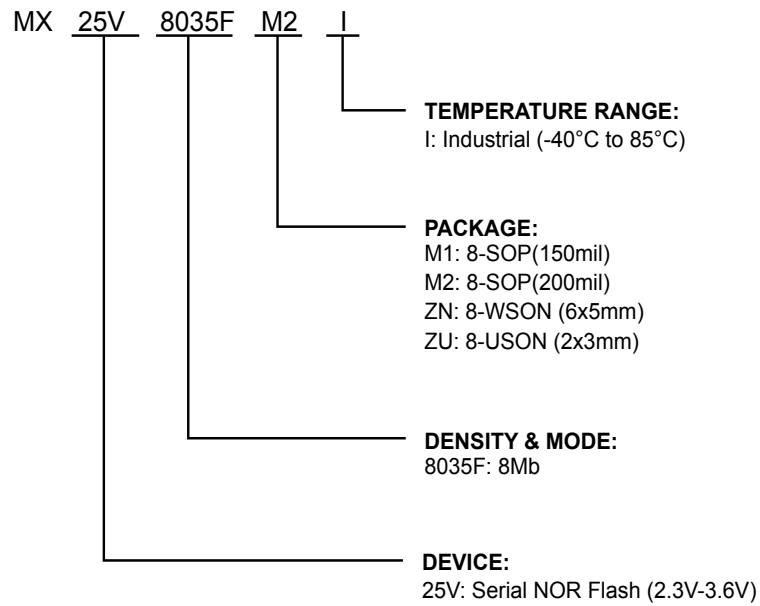 MX 25V 8035F M2 I
TEMPERATURE RANGE:
I: Industrial (-40°C to 85°C)
PACKAGE:
M1: 8-SOP(150mil)
M2: 8-SOP(200mil)
ZN: 8-WSON (6x5mm)
ZU: 8-USON (2x3mm)
DENSITY & MODE:
8035F: 8Mb
DEVICE:
25V: Serial NOR Flash (2.3V-3.6V)